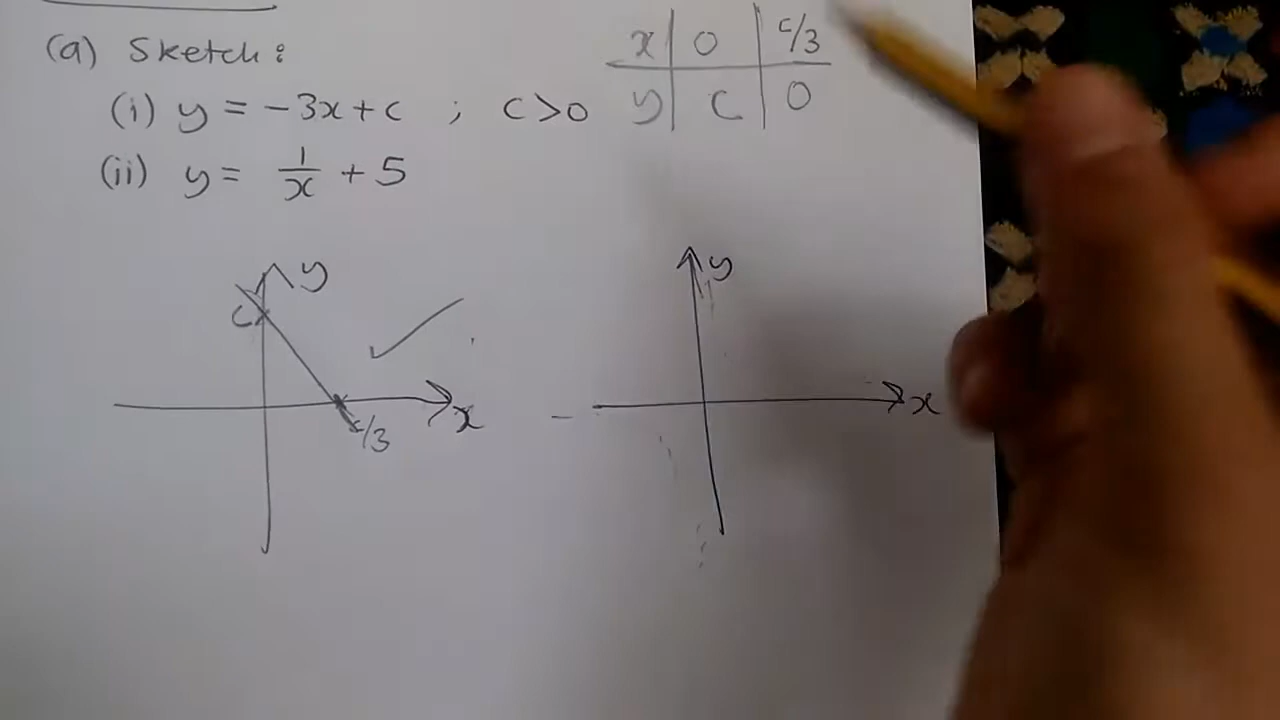 (a) Sketch:
(i) y = -3x + c ; c>0
(ii) y = 1/x + 5
x | 0 | c/3
y | c | 0
y
c
c/3
x
y
x